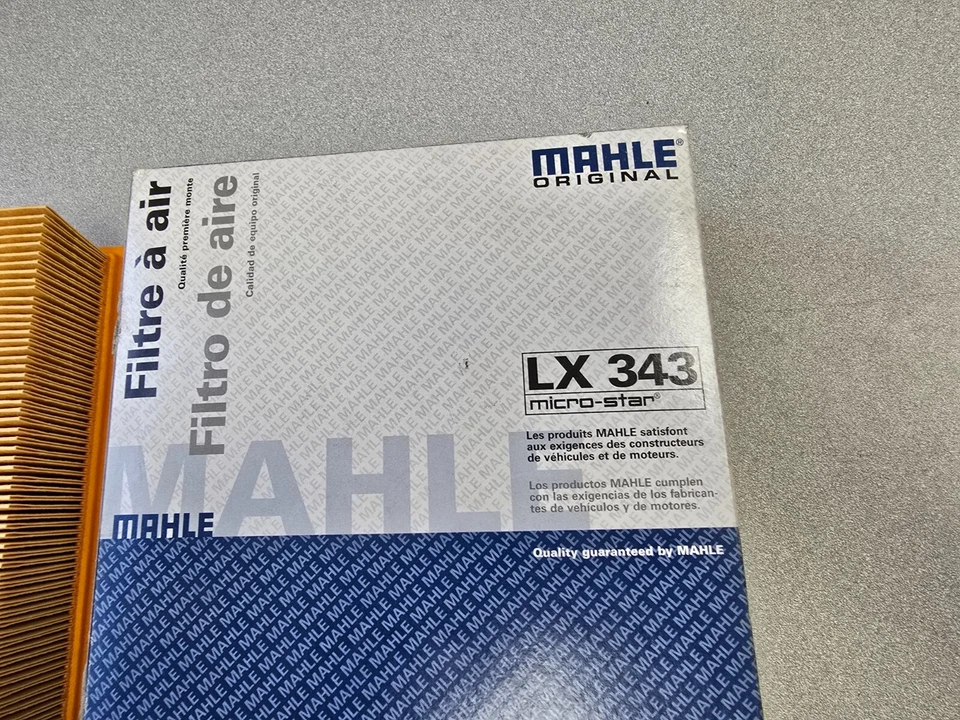 MAHLE®
ORIGINAL
Filtre à air
Qualité première monte
Filtro de aire
Calidad de equipo original
LX 343
micro-star®
Les produits MAHLE satisfont
aux exigences des constructeurs
de véhicules et de moteurs.
Los productos MAHLE cumplen
con las exigencias de los fabrican-
tes de vehiculos y de motores.
MAHLE
MAHLE
Quality guaranteed by MAHLE